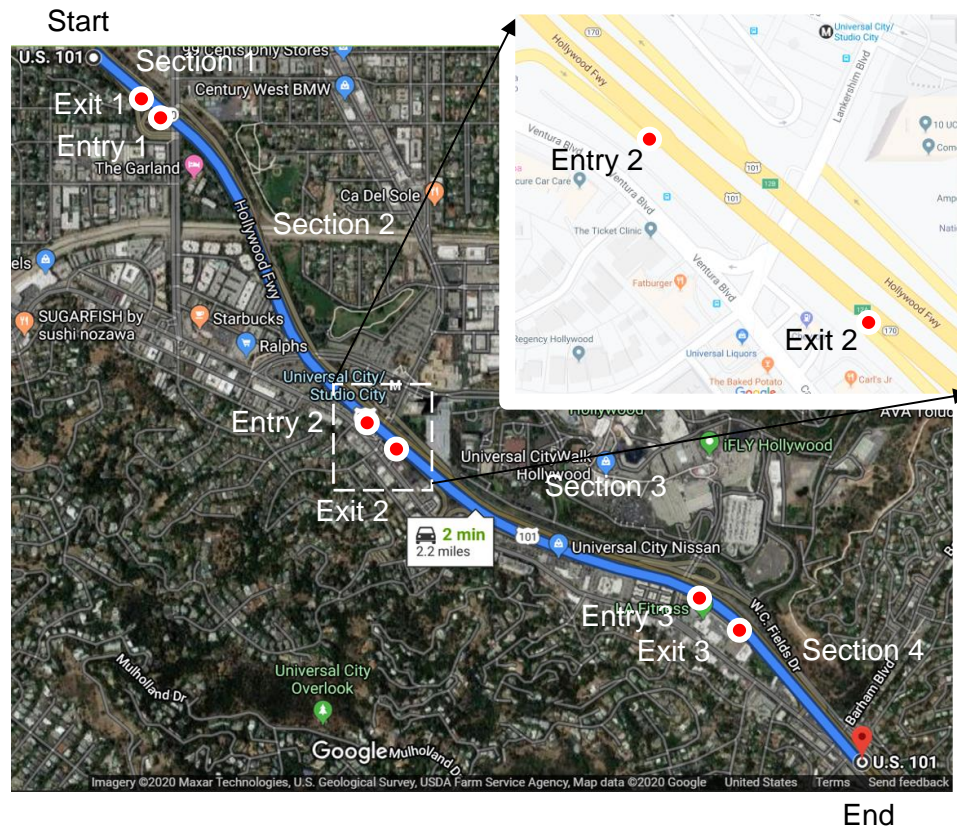 Start
U.S. 101
Section 1
99 Cents Only Stores
Century West BMW
Exit 1
Entry 1
The Garland
Ca Del Sole
Section 2
Hollywood Fwy
els
SUGARFISH by
sushi nozawa
Starbucks
Ralphs
Universal City/
Studio City
M
Entry 2
Exit 2
Universal CityWalk
Hollywood
Hollywood
iFLY Hollywood
Section 3
2 min
2.2 miles
101
Universal City Nissan
LA Fitness
Entry 3
Exit 3
W.C. Fields Dr
Section 4
Barham Blvd
Mulholland Dr
Universal City
Overlook
Google
Mulholland D
U.S. 101
Imagery ©2020 Maxar Technologies, U.S. Geological Survey, USDA Farm Service Agency, Map data ©2020 Google
United States
Terms
Send feedback
End
170
Hollywood Fwy
M
Universal City/
Studio City
Lankershim Blvd
170
10 UC
Com
Ventura Blvd
Entry 2
cure Car Care
Ventura Blvd
101
101
128
The Ticket Clinic
Amp
Nati
Fatburger
Ventura Blvd
Hollywood Fwy
170
Regency Hollywood
Exit 2
Universal Liquors
The Baked Potato
Carl's Jr
Google